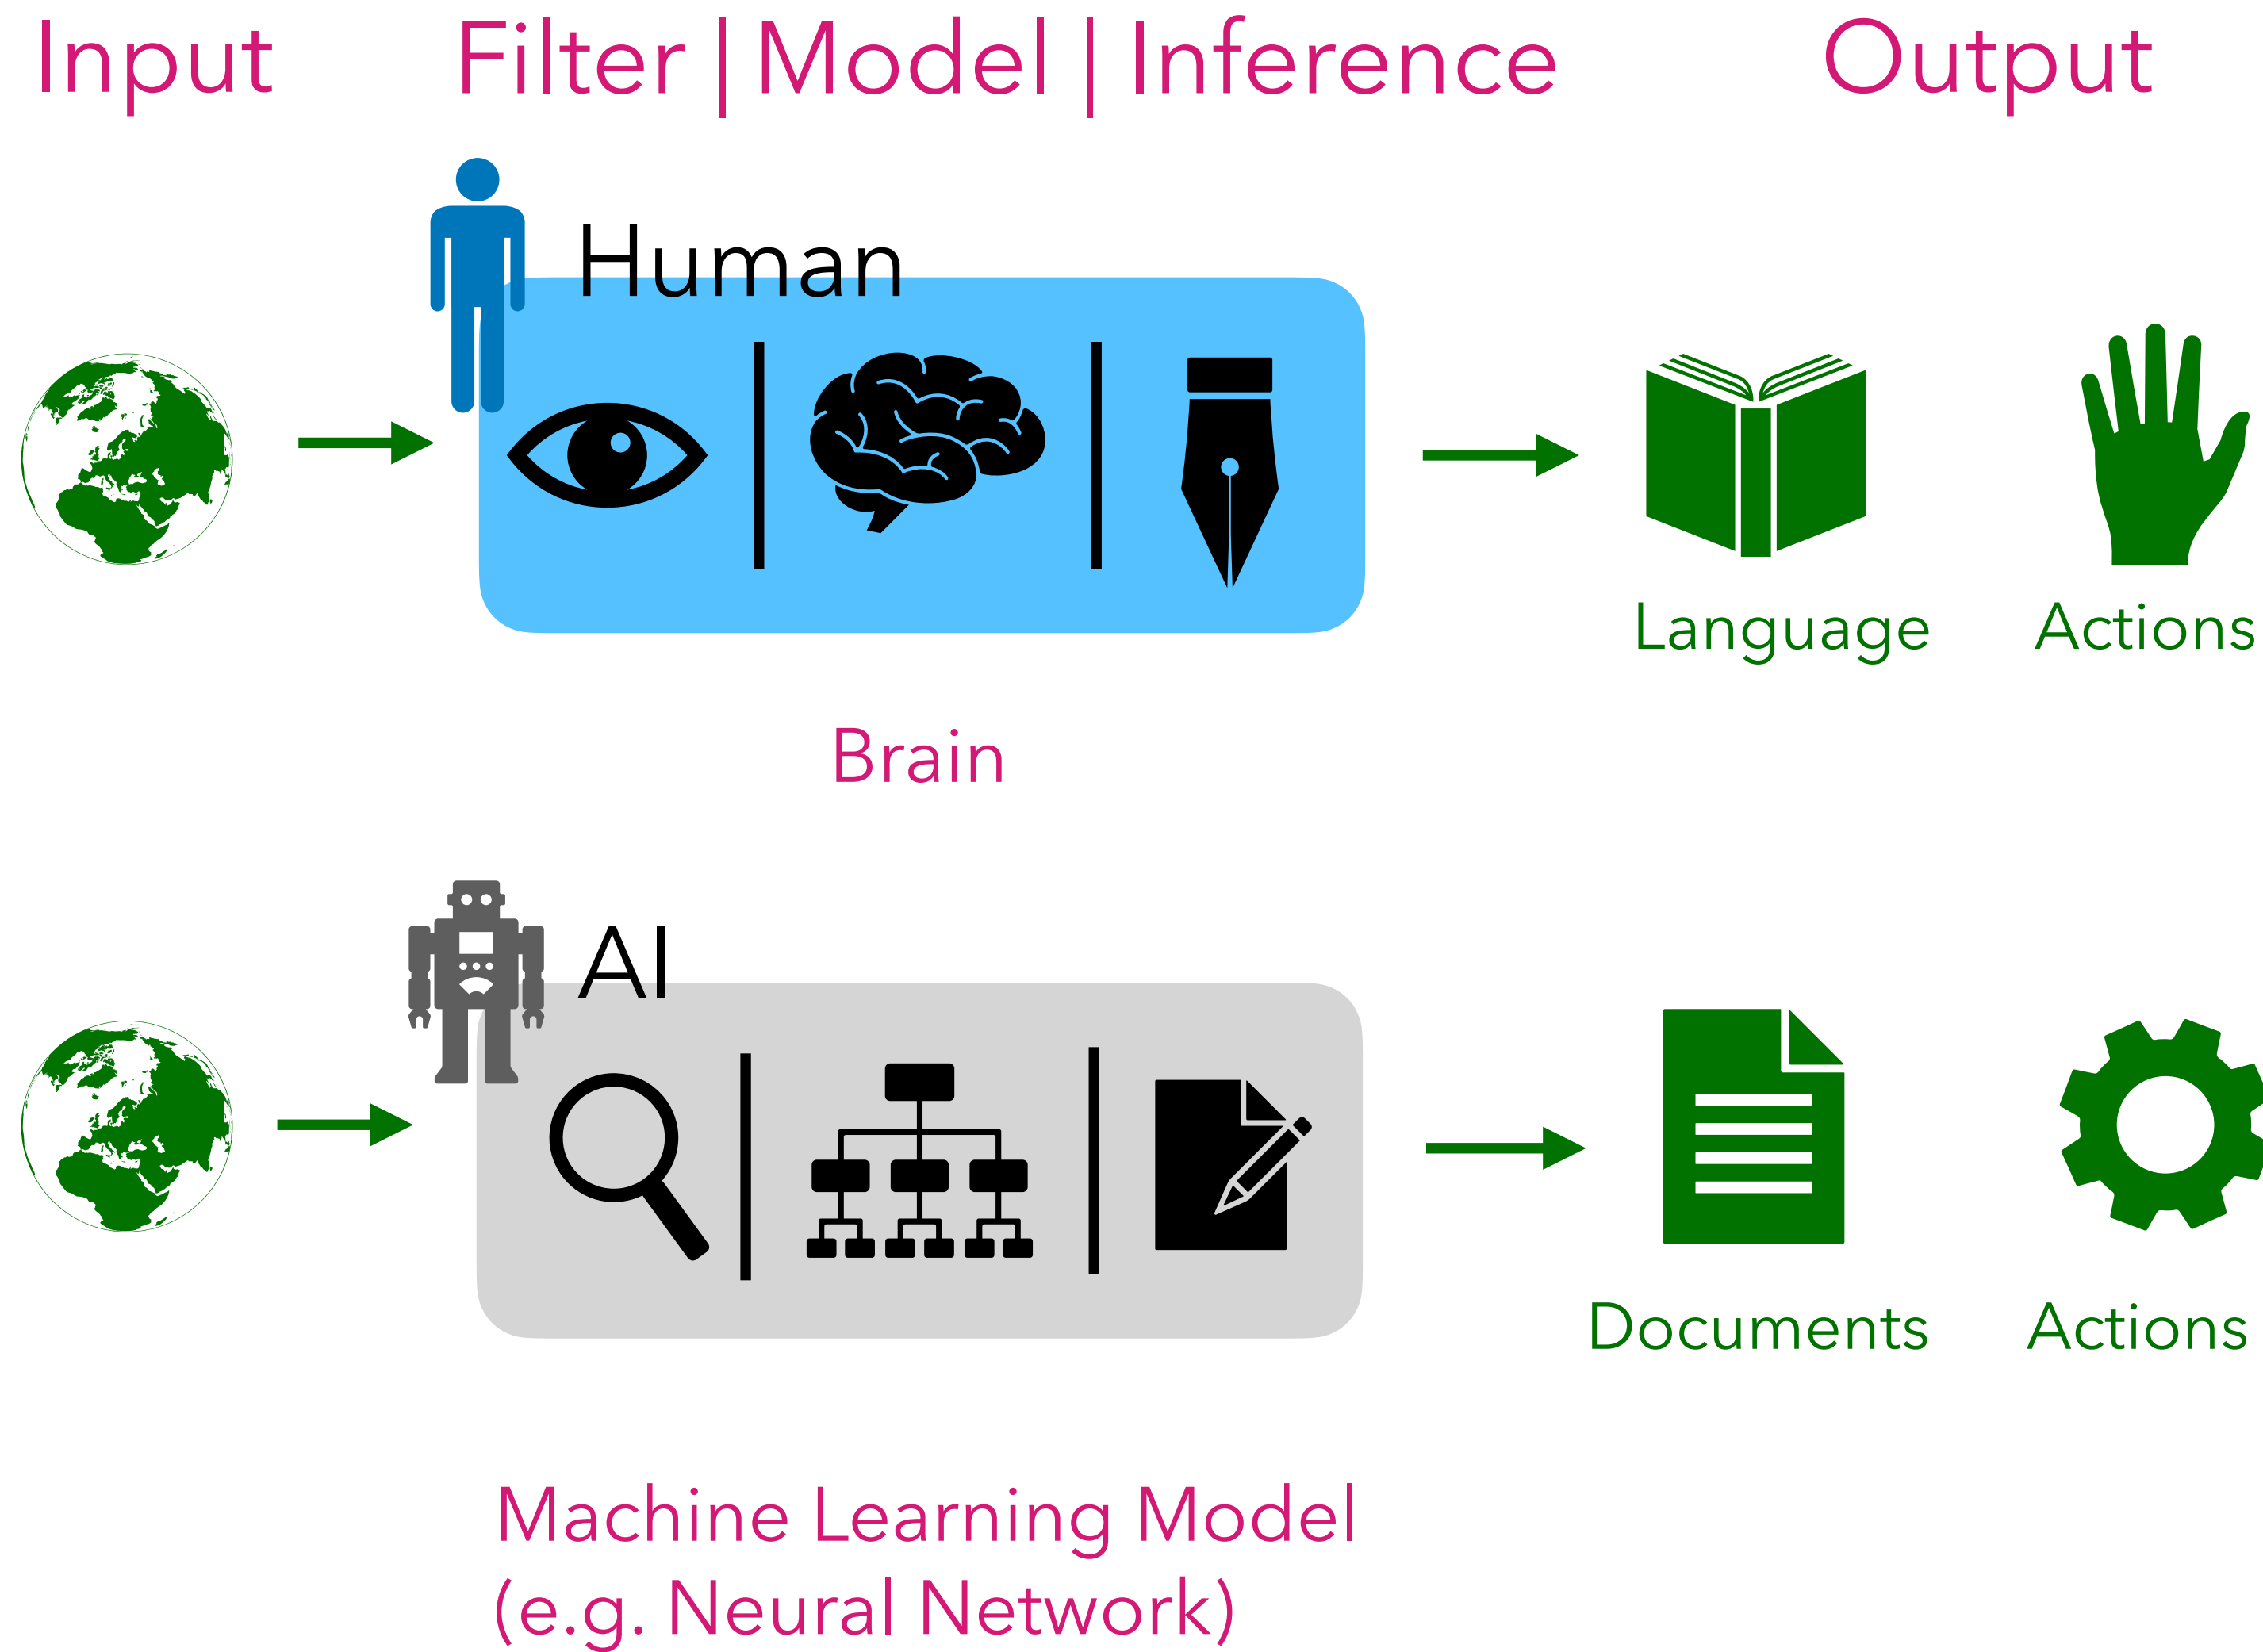 Input Filter | Model | Inference Output
Human
Language Actions
Brain
AI
Documents Actions
Machine Learning Model
(e.g. Neural Network)